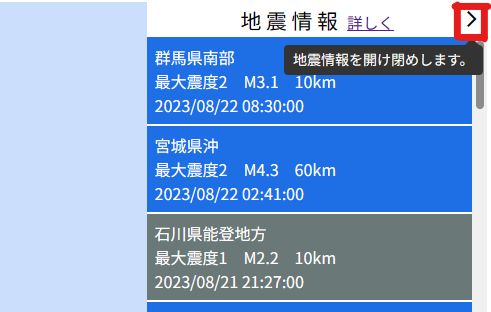 地震情報 詳しく
地震情報を開け閉めします。
群馬県南部
最大震度2 M3.1 10km
2023/08/22 08:30:00
宮城県沖
最大震度2 M4.3 60km
2023/08/22 02:41:00
石川県能登地方
最大震度1 M2.2 10km
2023/08/21 21:27:00